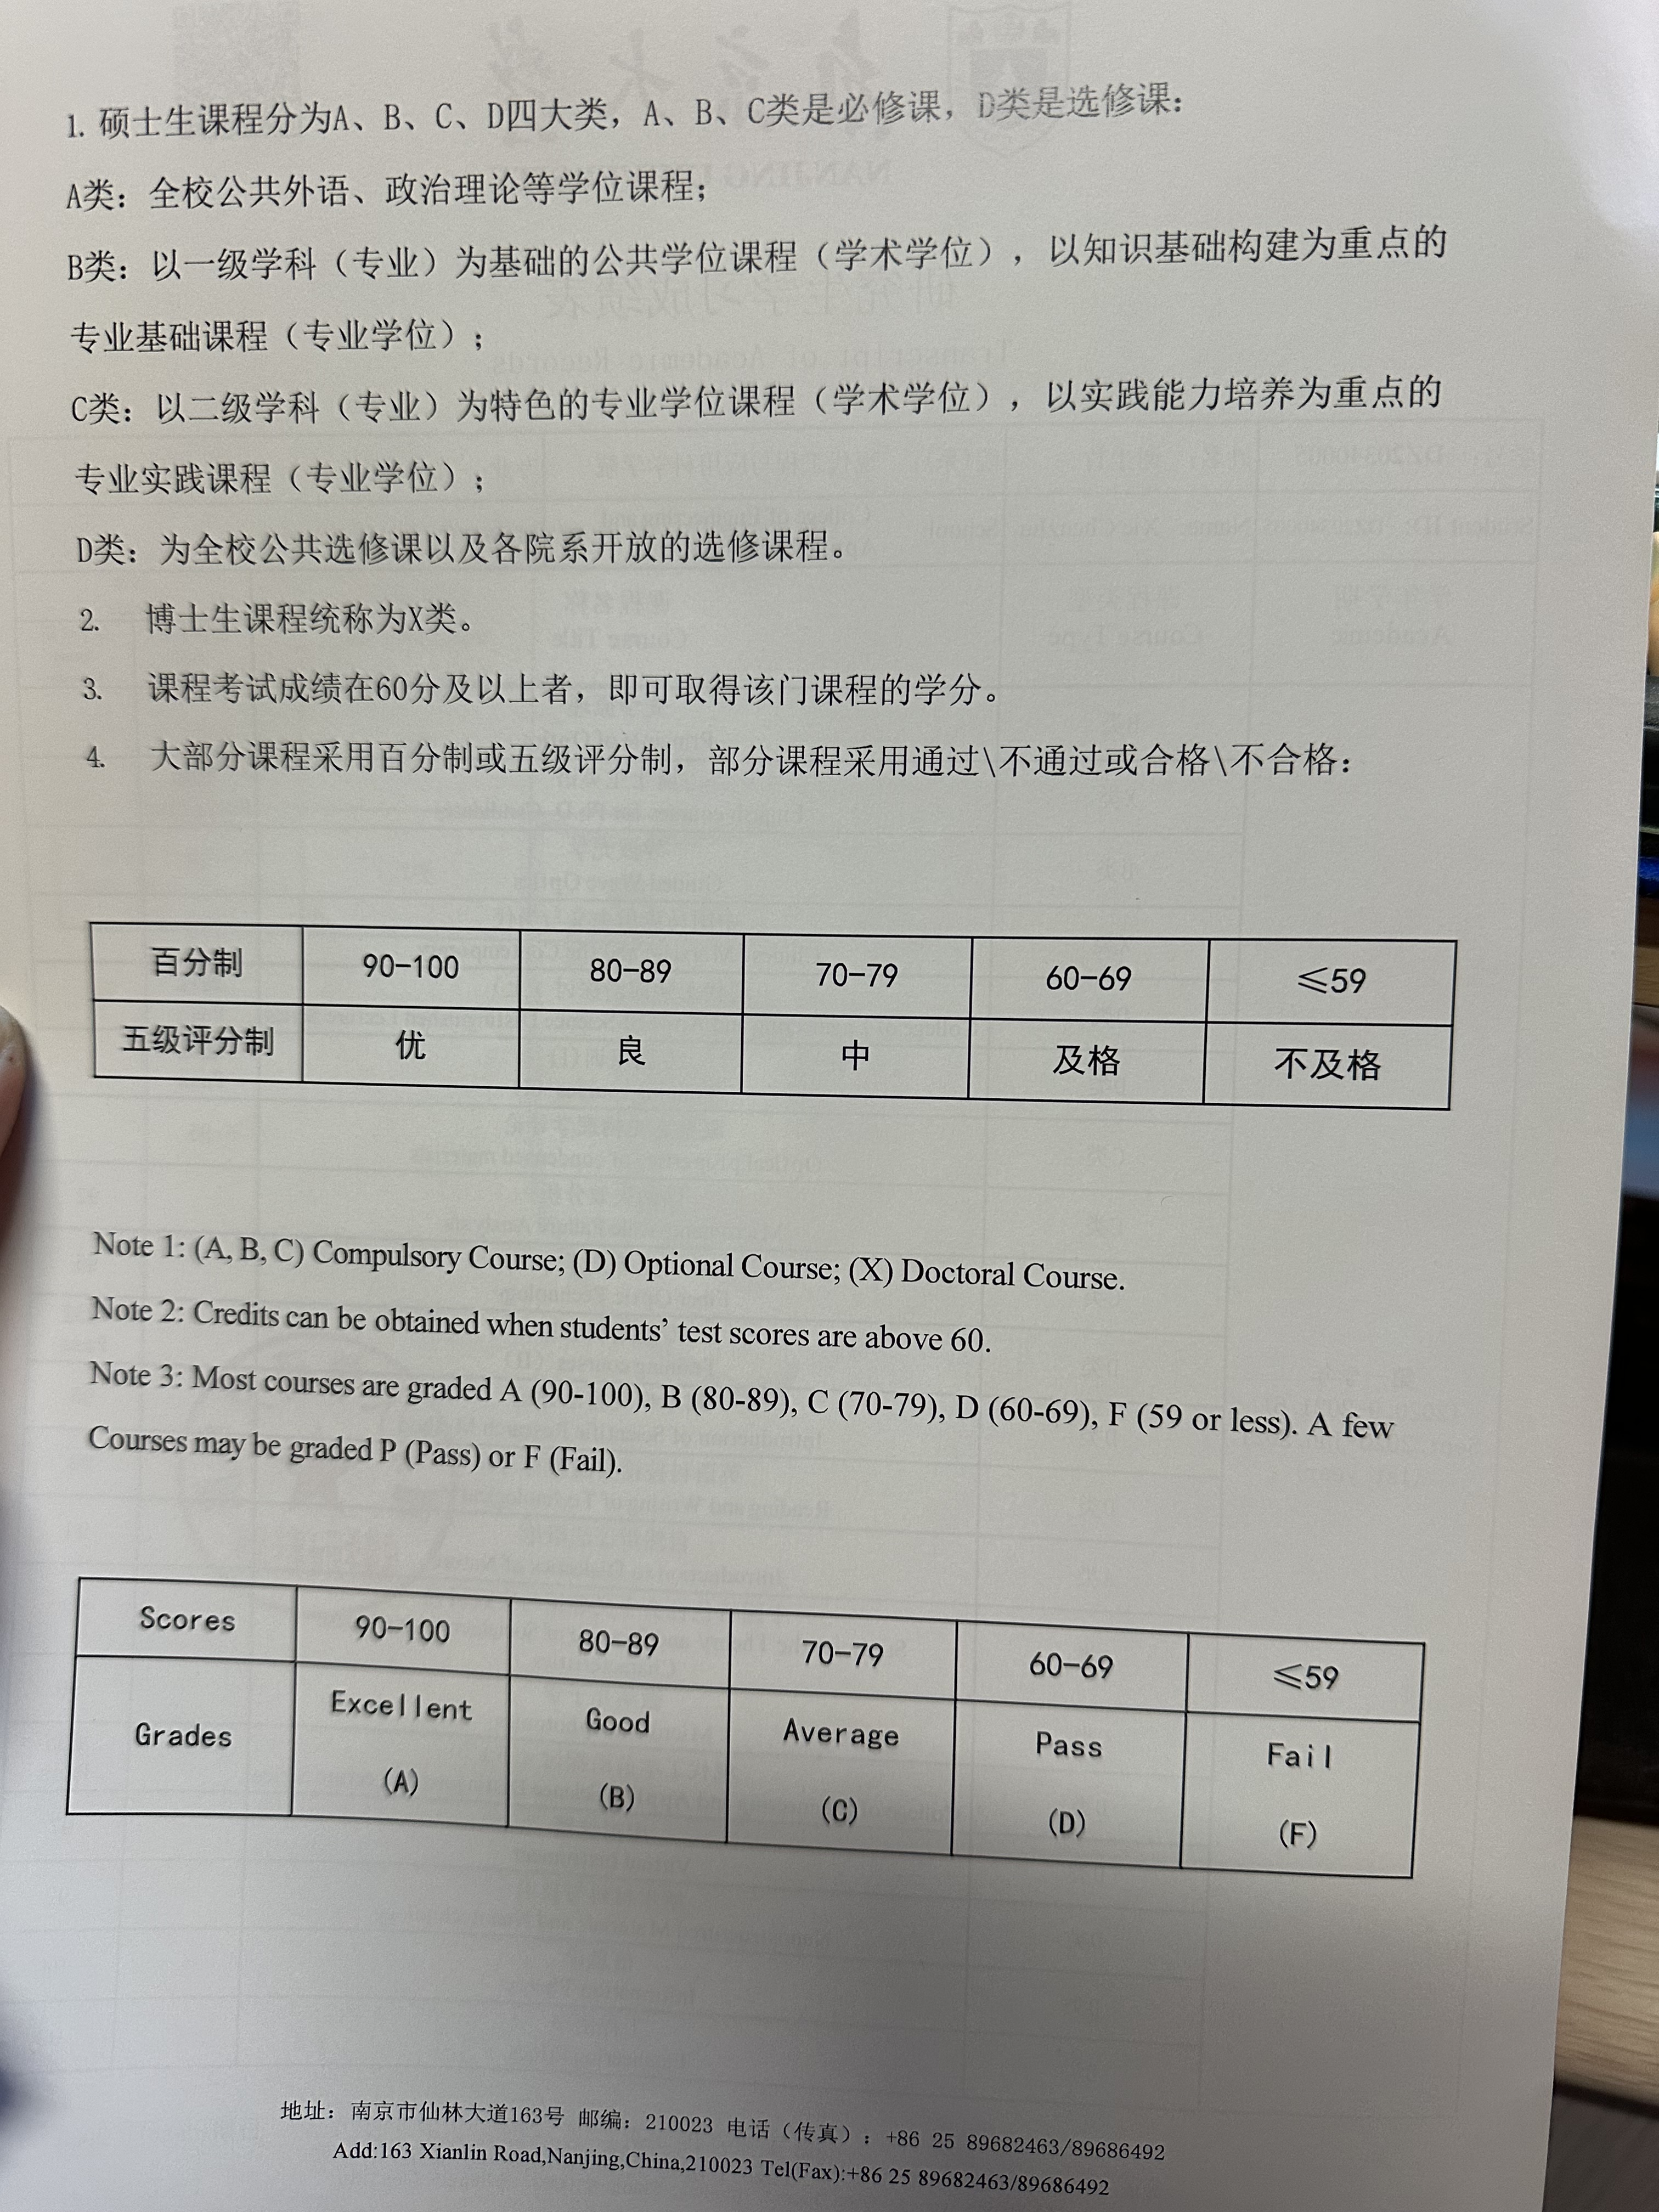 1. 硕士生课程分为A、B、C、D四大类，A、B、C类是必修课，D类是选修课：
A类：全校公共外语、政治理论等学位课程；
B类：以一级学科（专业）为基础的公共学位课程（学术学位），以知识基础构建为重点的
专业基础课程（专业学位）；
C类：以二级学科（专业）为特色的专业学位课程（学术学位），以实践能力培养为重点的
专业实践课程（专业学位）；
D类：为全校公共选修课以及各院系开放的选修课程。
2. 博士生课程统称为X类。
3. 课程考试成绩在60分及以上者，即可取得该门课程的学分。
4. 大部分课程采用百分制或五级评分制，部分课程采用通过\不通过或合格\不合格：
百分制 90-100 80-89 70-79 60-69 ≤59
五级评分制 优 良 中 及格 不及格
Note 1: (A, B, C) Compulsory Course; (D) Optional Course; (X) Doctoral Course.
Note 2: Credits can be obtained when students’ test scores are above 60.
Note 3: Most courses are graded A (90-100), B (80-89), C (70-79), D (60-69), F (59 or less). A few
Courses may be graded P (Pass) or F (Fail).
Scores 90-100 80-89 70-79 60-69 ≤59
Grades Excellent Good Average Pass Fail
(A) (B) (C) (D) (F)
地址：南京市仙林大道163号 邮编：210023 电话（传真）：+86 25 89682463/89686492
Add:163 Xianlin Road,Nanjing,China,210023 Tel(Fax):+86 25 89682463/89686492